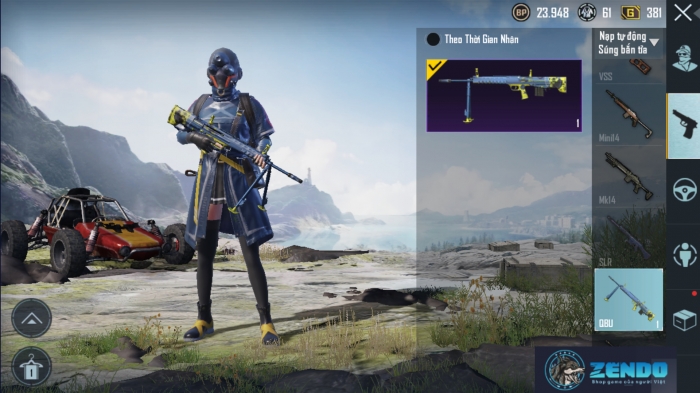 BP 23.948 61 G 381
Theo Thời Gian Nhận
Nạp tự động
Súng bắn tỉa
1
VSS
Mini14
Mk14
SLR
QBU 1
ZENDO
Shop game của người Việt